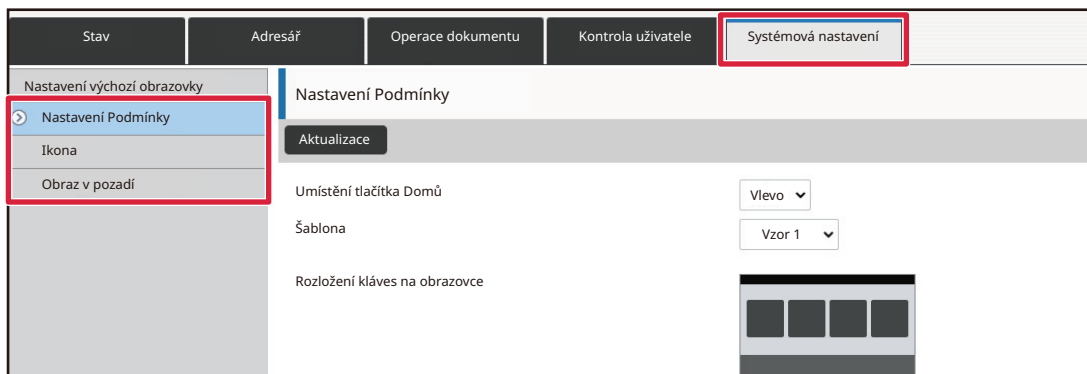 Stav
Adresář
Operace dokumentu
Kontrola uživatele
Systémová nastavení
Nastavení výchozí obrazovky
Nastavení Podmínky
Ikona
Obraz v pozadí
Nastavení Podmínky
Aktualizace
Umístění tlačítka Domů
Vlevo
Šablona
Vzor 1
Rozložení kláves na obrazovce